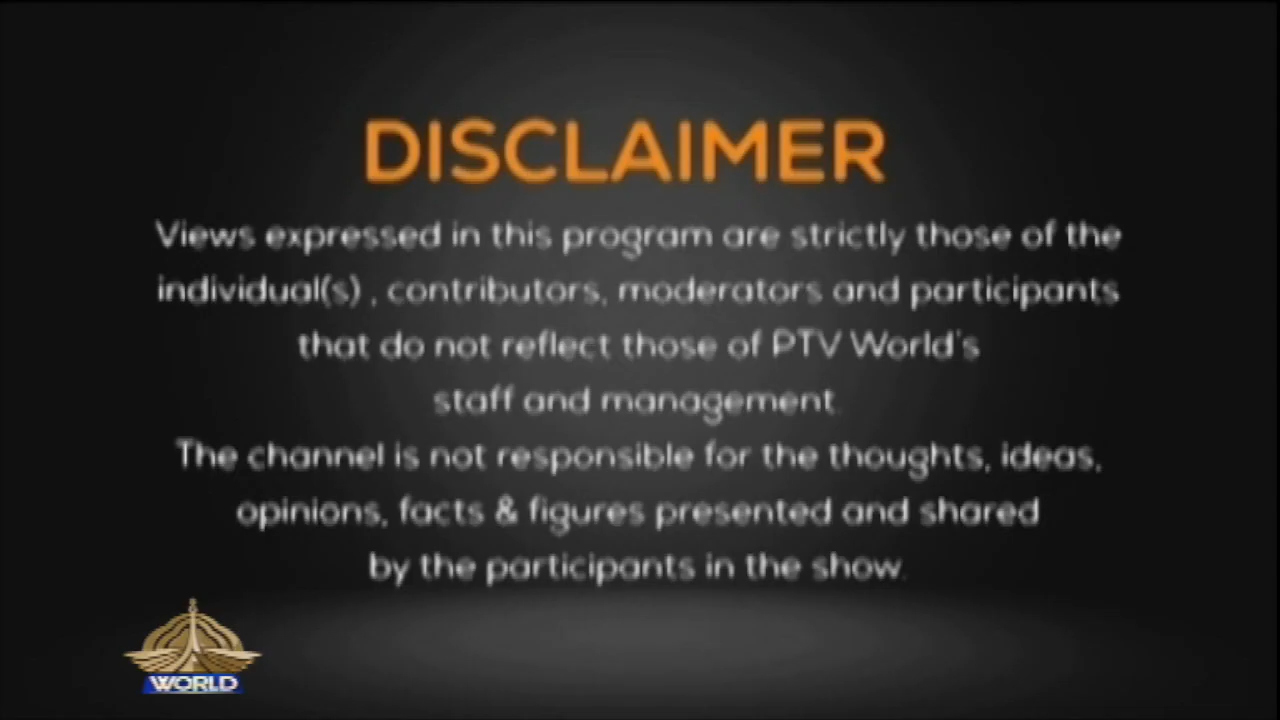 DISCLAIMER
Views expressed in this program are strictly those of the
individual(s) , contributors, moderators and participants
that do not reflect those of PTV World's
staff and management.
The channel is not responsible for the thoughts, ideas,
opinions, facts & figures presented and shared
by the participants in the show.
WORLD